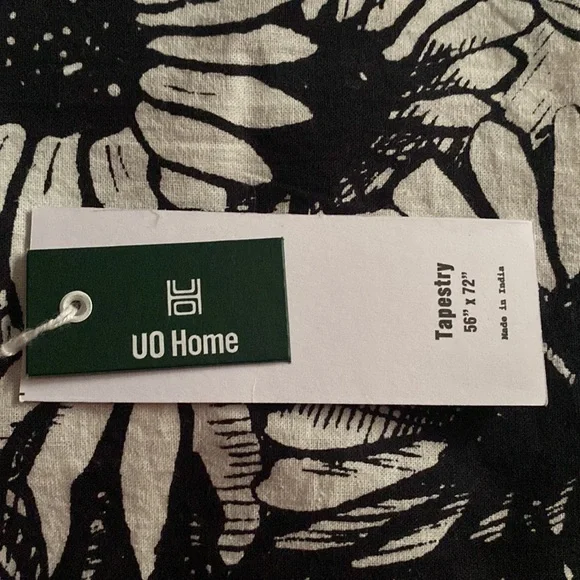 UO Home
Tapestry
56" x 72"
Made in India